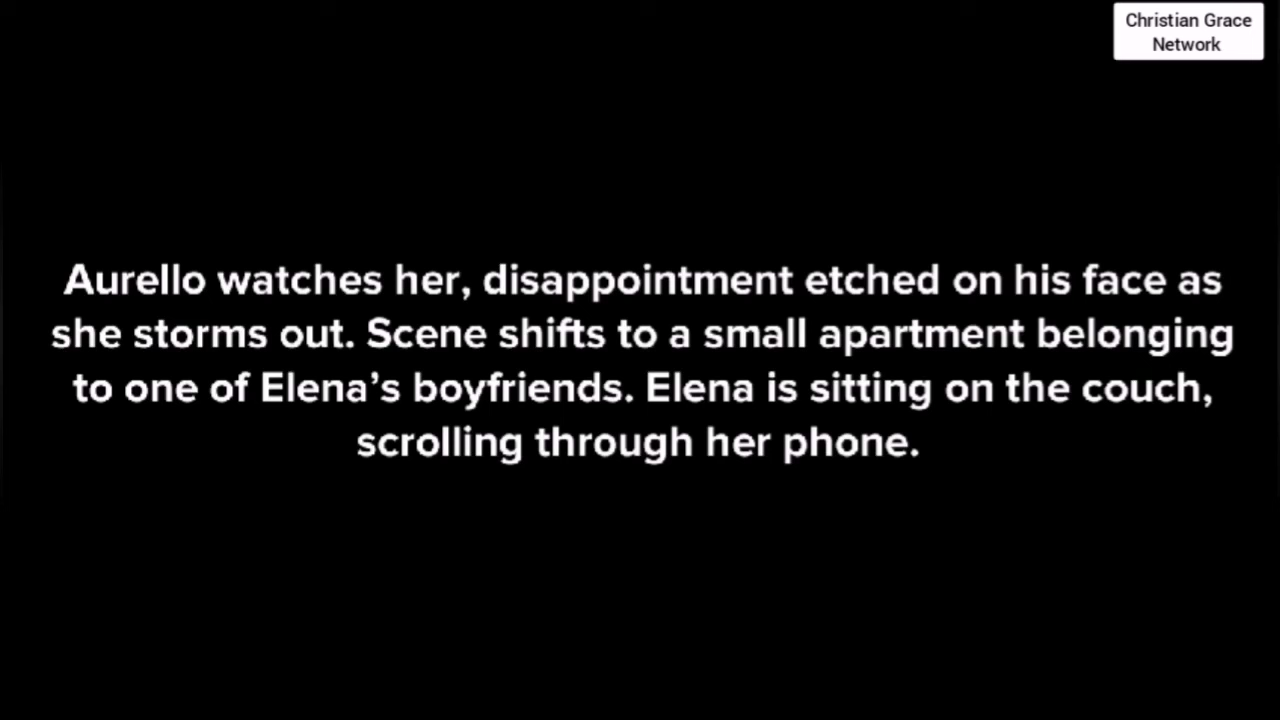 Christian Grace
Network
Aurello watches her, disappointment etched on his face as
she storms out. Scene shifts to a small apartment belonging
to one of Elena’s boyfriends. Elena is sitting on the couch,
scrolling through her phone.